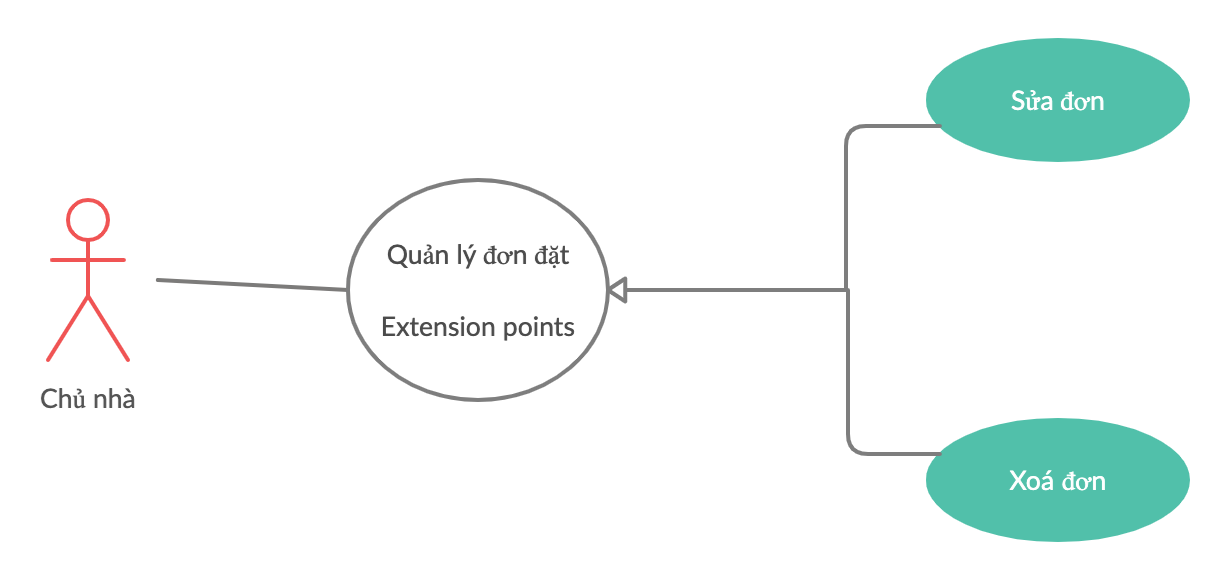 Sửa đơn
Quản lý đơn đặt
Extension points
Chủ nhà
Xoá đơn